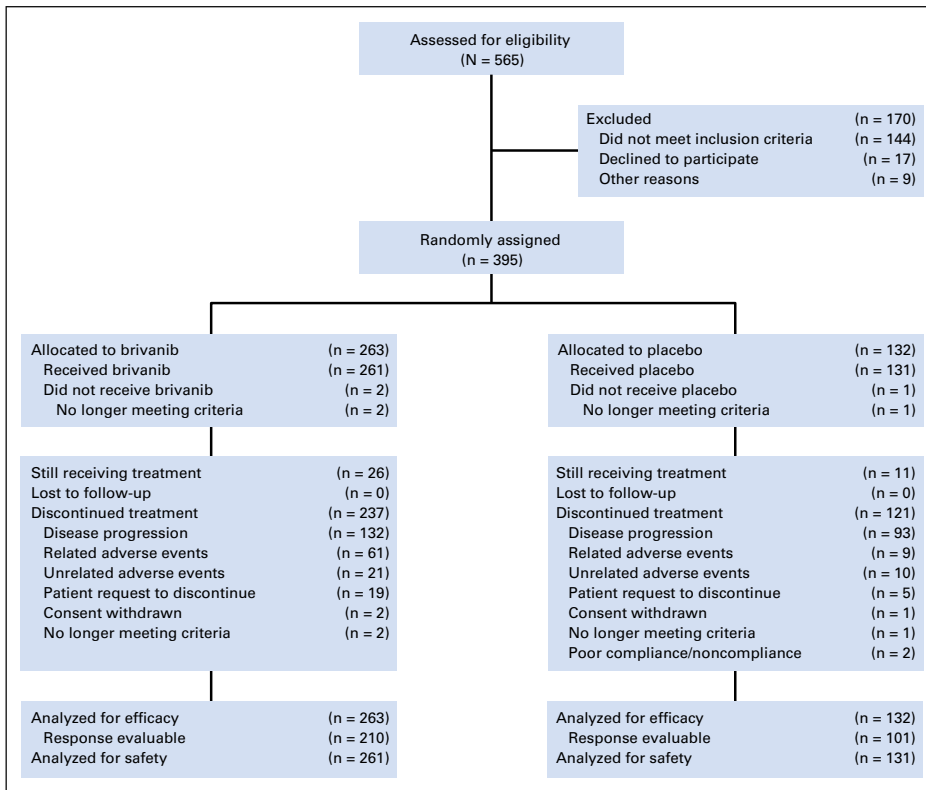 Assessed for eligibility
(N = 565)
Excluded (n = 170)
Did not meet inclusion criteria (n = 144)
Declined to participate (n = 17)
Other reasons (n = 9)
Randomly assigned
(n = 395)
Allocated to brivanib (n = 263)
Received brivanib (n = 261)
Did not receive brivanib (n = 2)
No longer meeting criteria (n = 2)
Allocated to placebo (n = 132)
Received placebo (n = 131)
Did not receive placebo (n = 1)
No longer meeting criteria (n = 1)
Still receiving treatment (n = 26)
Lost to follow-up (n = 0)
Discontinued treatment (n = 237)
Disease progression (n = 132)
Related adverse events (n = 61)
Unrelated adverse events (n = 21)
Patient request to discontinue (n = 19)
Consent withdrawn (n = 2)
No longer meeting criteria (n = 2)
Still receiving treatment (n = 11)
Lost to follow-up (n = 0)
Discontinued treatment (n = 121)
Disease progression (n = 93)
Related adverse events (n = 9)
Unrelated adverse events (n = 10)
Patient request to discontinue (n = 5)
Consent withdrawn (n = 1)
No longer meeting criteria (n = 1)
Poor compliance/noncompliance (n = 2)
Analyzed for efficacy (n = 263)
Response evaluable (n = 210)
Analyzed for safety (n = 261)
Analyzed for efficacy (n = 132)
Response evaluable (n = 101)
Analyzed for safety (n = 131)